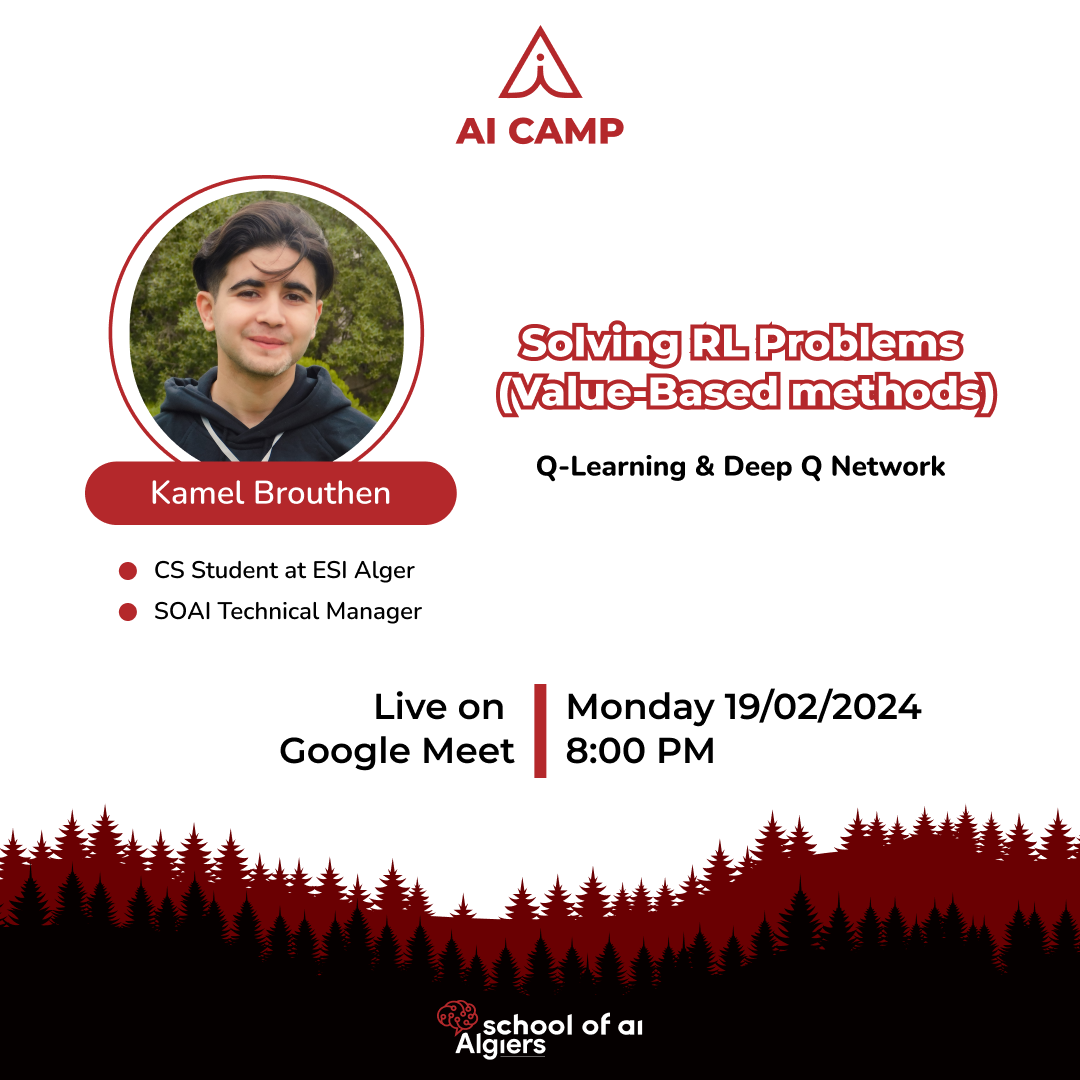 AI CAMP
Kamel Brouthen
CS Student at ESI Alger
SOAI Technical Manager
Solving RL Problems
(Value-Based methods)
Q-Learning & Deep Q Network
Live on
Google Meet
Monday 19/02/2024
8:00 PM
school of ai
Algiers